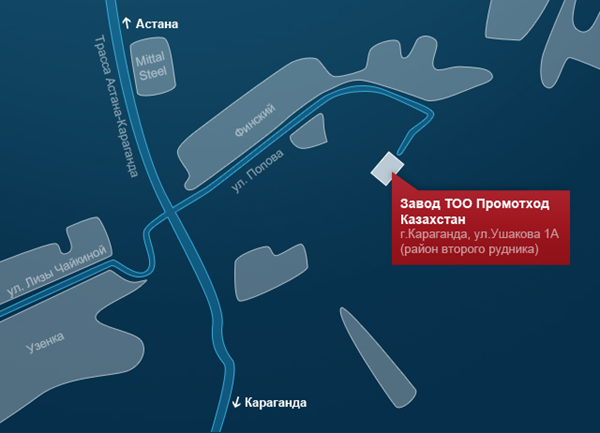 ↑ Астана
Трасса Астана-Караганда
Mittal
Steel
Финский
ул. Попова
Завод ТОО Промотход
Казахстан
г.Караганда, ул.Ушакова 1А
(район второго рудника)
ул. Лизы Чайкиной
Узенка
↓ Караганда